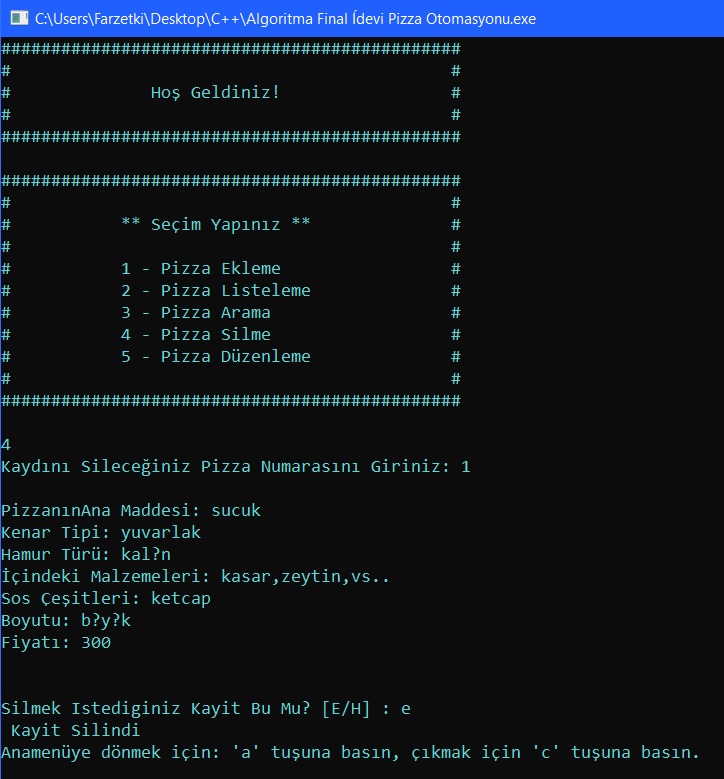 C:\Users\Farzetki\Desktop\C++\Algoritma Final Ídevi Pizza Otomasyonu.exe
##############################################
#                                            #
#              Hoş Geldiniz!                 #
#                                            #
##############################################
##############################################
#                                            #
#           ** Seçim Yapınız **              #
#                                            #
#           1 - Pizza Ekleme                 #
#           2 - Pizza Listeleme              #
#           3 - Pizza Arama                  #
#           4 - Pizza Silme                  #
#           5 - Pizza Düzenleme              #
#                                            #
##############################################
4
Kaydını Sileceğiniz Pizza Numarasını Giriniz: 1
PizzanınAna Maddesi: sucuk
Kenar Tipi: yuvarlak
Hamur Türü: kal?n
İçindeki Malzemeleri: kasar,zeytin,vs..
Sos Çeşitleri: ketcap
Boyutu: b?y?k
Fiyatı: 300
Silmek Istediginiz Kayit Bu Mu? [E/H] : e
 Kayit Silindi
Anamenüye dönmek için: 'a' tuşuna basın, çıkmak için 'c' tuşuna basın.